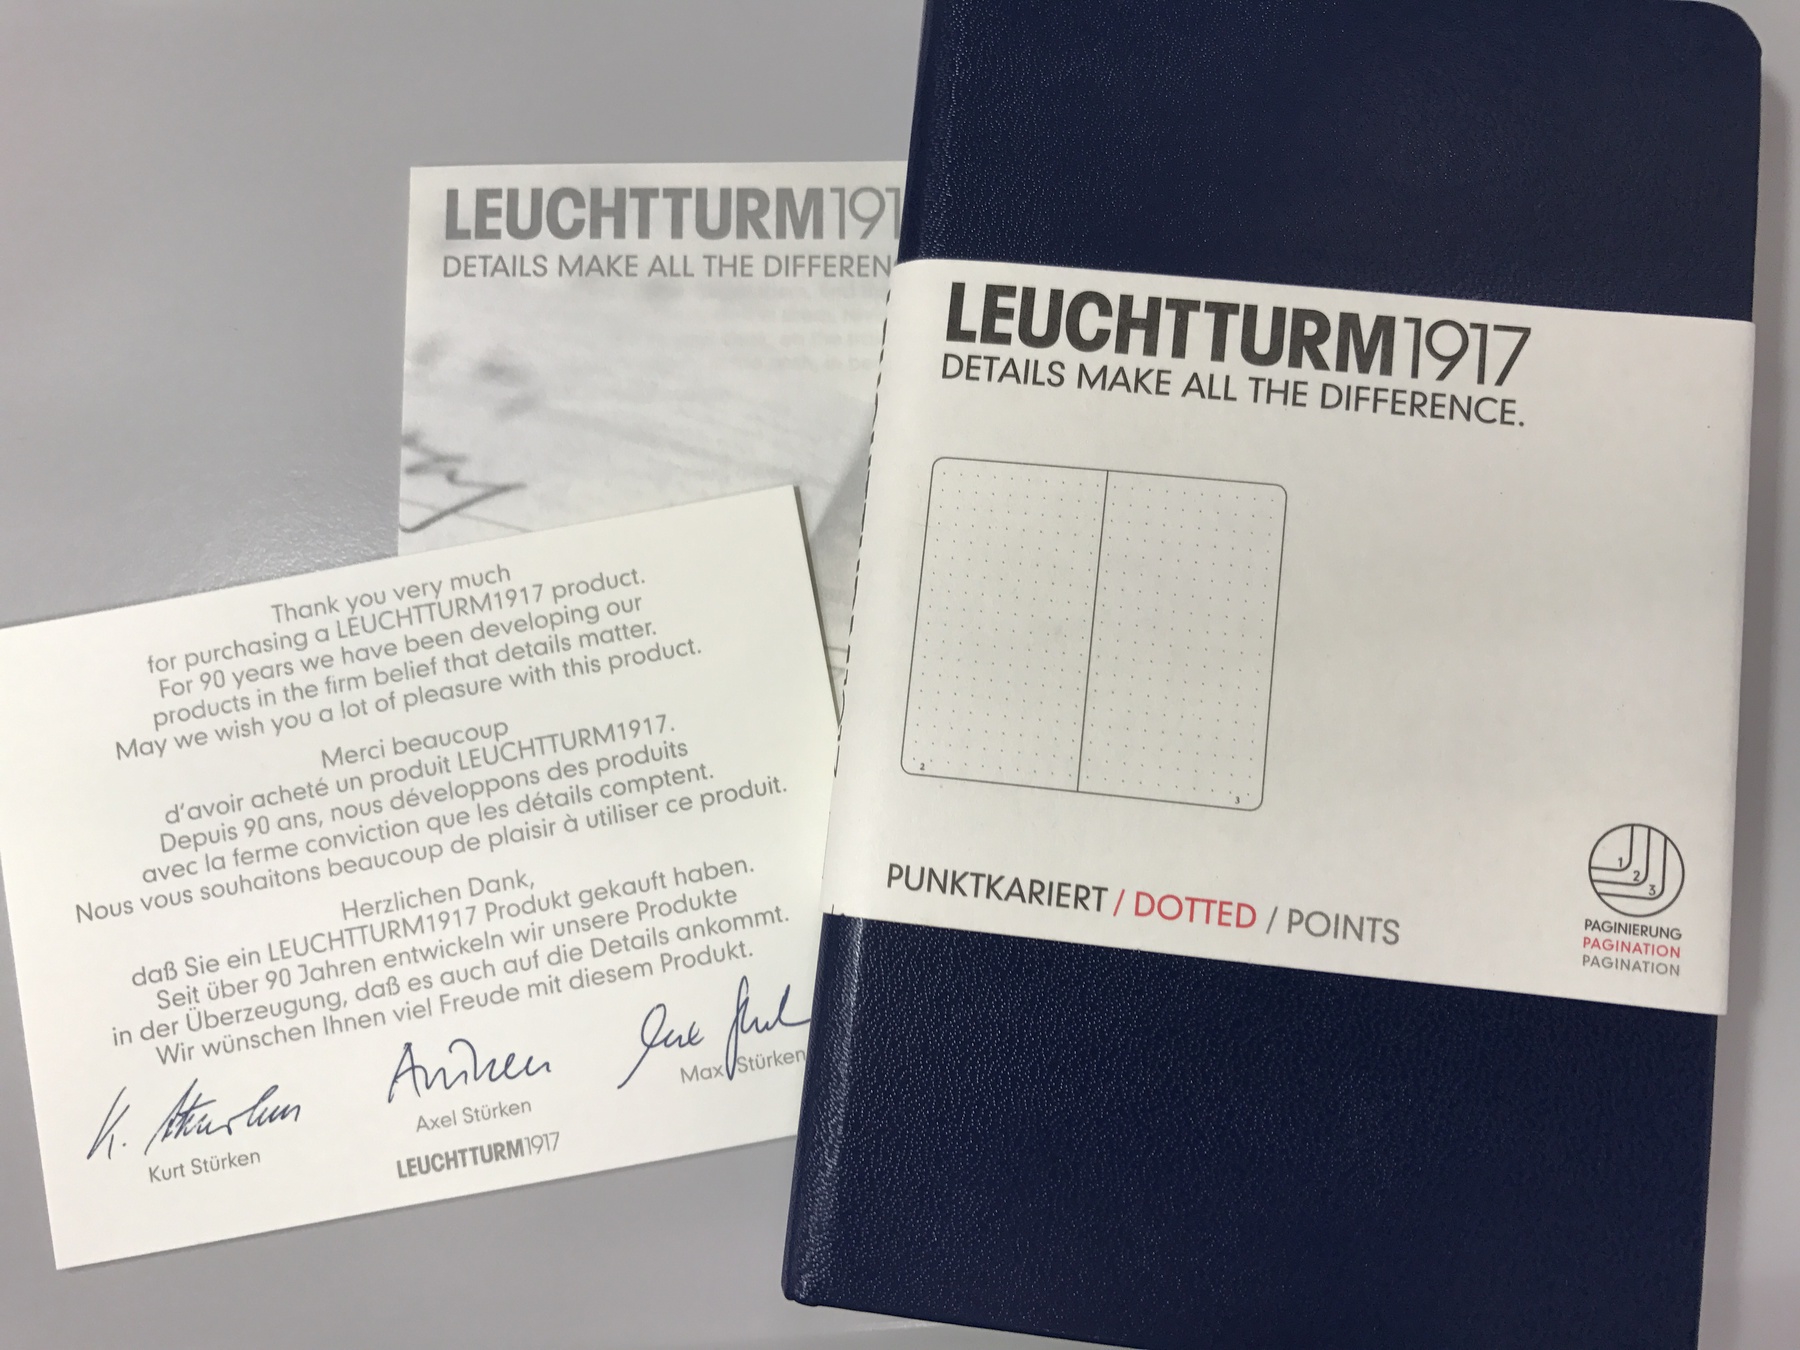 LEUCHTTURM191
DETAILS MAKE ALL THE DIFFEREN
Thank you very much
for purchasing a LEUCHTTURM1917 product.
For 90 years we have been developing our
products in the firm belief that details matter.
May we wish you a lot of pleasure with this product.
Merci beaucoup
d'avoir acheté un produit LEUCHTTURM1917.
Depuis 90 ans, nous développons des produits
avec la ferme conviction que les détails comptent.
Nous vous souhaitons beaucoup de plaisir à utiliser ce produit.
Herzlichen Dank,
daß Sie ein LEUCHTTURM1917 Produkt gekauft haben.
Seit über 90 Jahren entwickeln wir unsere Produkte
in der Überzeugung, daß es auch auf die Details ankommt.
Wir wünschen Ihnen viel Freude mit diesem Produkt.
K. Stürken
Kurt Stürken
Axel Stürken
Max Stürken
LEUCHTTURM1917
LEUCHTTURM1917
DETAILS MAKE ALL THE DIFFERENCE.
2
3
PUNKTKARIERT / DOTTED / POINTS
1
2
3
PAGINIERUNG
PAGINATION
PAGINATION